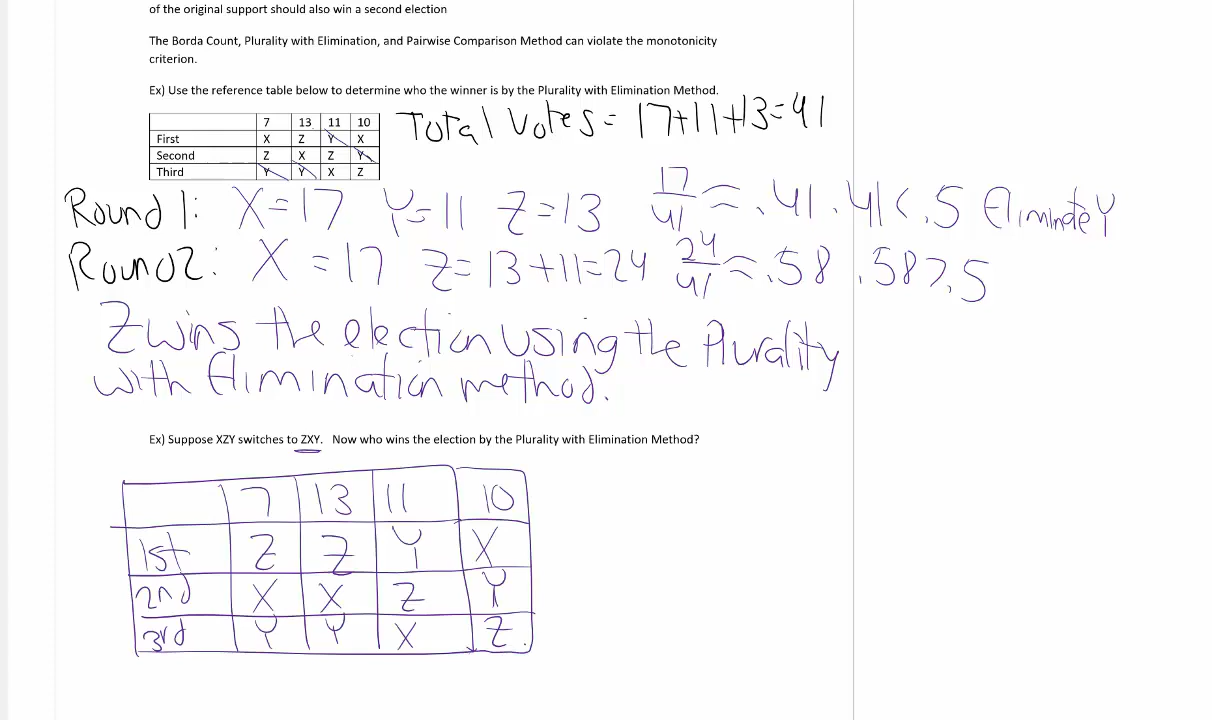 of the original support should also win a second election
The Borda Count, Plurality with Elimination, and Pairwise Comparison Method can violate the monotonicity
criterion.
Ex) Use the reference table below to determine who the winner is by the Plurality with Elimination Method.
Total Votes = 17+11+13=41
7 13 11 10
First X Z Y X
Second Z X Z Y
Third Y Y X Z
Round 1: X=17 Y=11 Z=13 17/41 ≈ .41 .41<.5 Eliminate Y
Round 2: X=17 Z=13+11=24 24/41 ≈ .58 .58>.5
Z wins the election using the Plurality
with Elimination method.
Ex) Suppose XZY switches to ZXY. Now who wins the election by the Plurality with Elimination Method?
7 13 11 10
1st Z Z Y X
2nd X X Z Y
3rd Y Y X Z